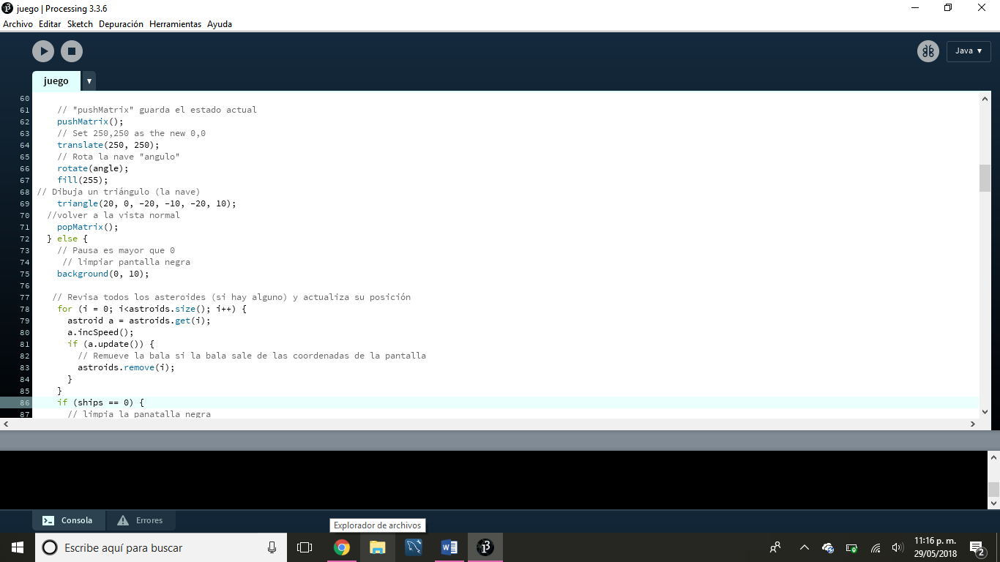 juego | Processing 3.3.6
Archivo Editar Sketch Depuración Herramientas Ayuda
Java ▼
juego ▼
60
61 // "pushMatrix" guarda el estado actual
62 pushMatrix();
63 // Set 250,250 as the new 0,0
64 translate(250, 250);
65 // Rota la nave "angulo"
66 rotate(angle);
67 fill(255);
68 // Dibuja un triángulo (la nave)
69 triangle(20, 0, -20, -10, -20, 10);
70 //volver a la vista normal
71 popMatrix();
72 } else {
73 // Pausa es mayor que 0
74 // limpiar pantalla negra
75 background(0, 10);
76
77 // Revisa todos los asteroides (si hay alguno) y actualiza su posición
78 for (i = 0; i<astroids.size(); i++) {
79 astroid a = astroids.get(i);
80 a.incSpeed();
81 if (a.update()) {
82 // Remueve la bala si la bala sale de las coordenadas de la pantalla
83 astroids.remove(i);
84 }
85 }
86 if (ships == 0) {
87 // limpia la panatalla negra
Consola Errores
Explorador de archivos
Escribe aquí para buscar
11:16 p. m.
29/05/2018
2